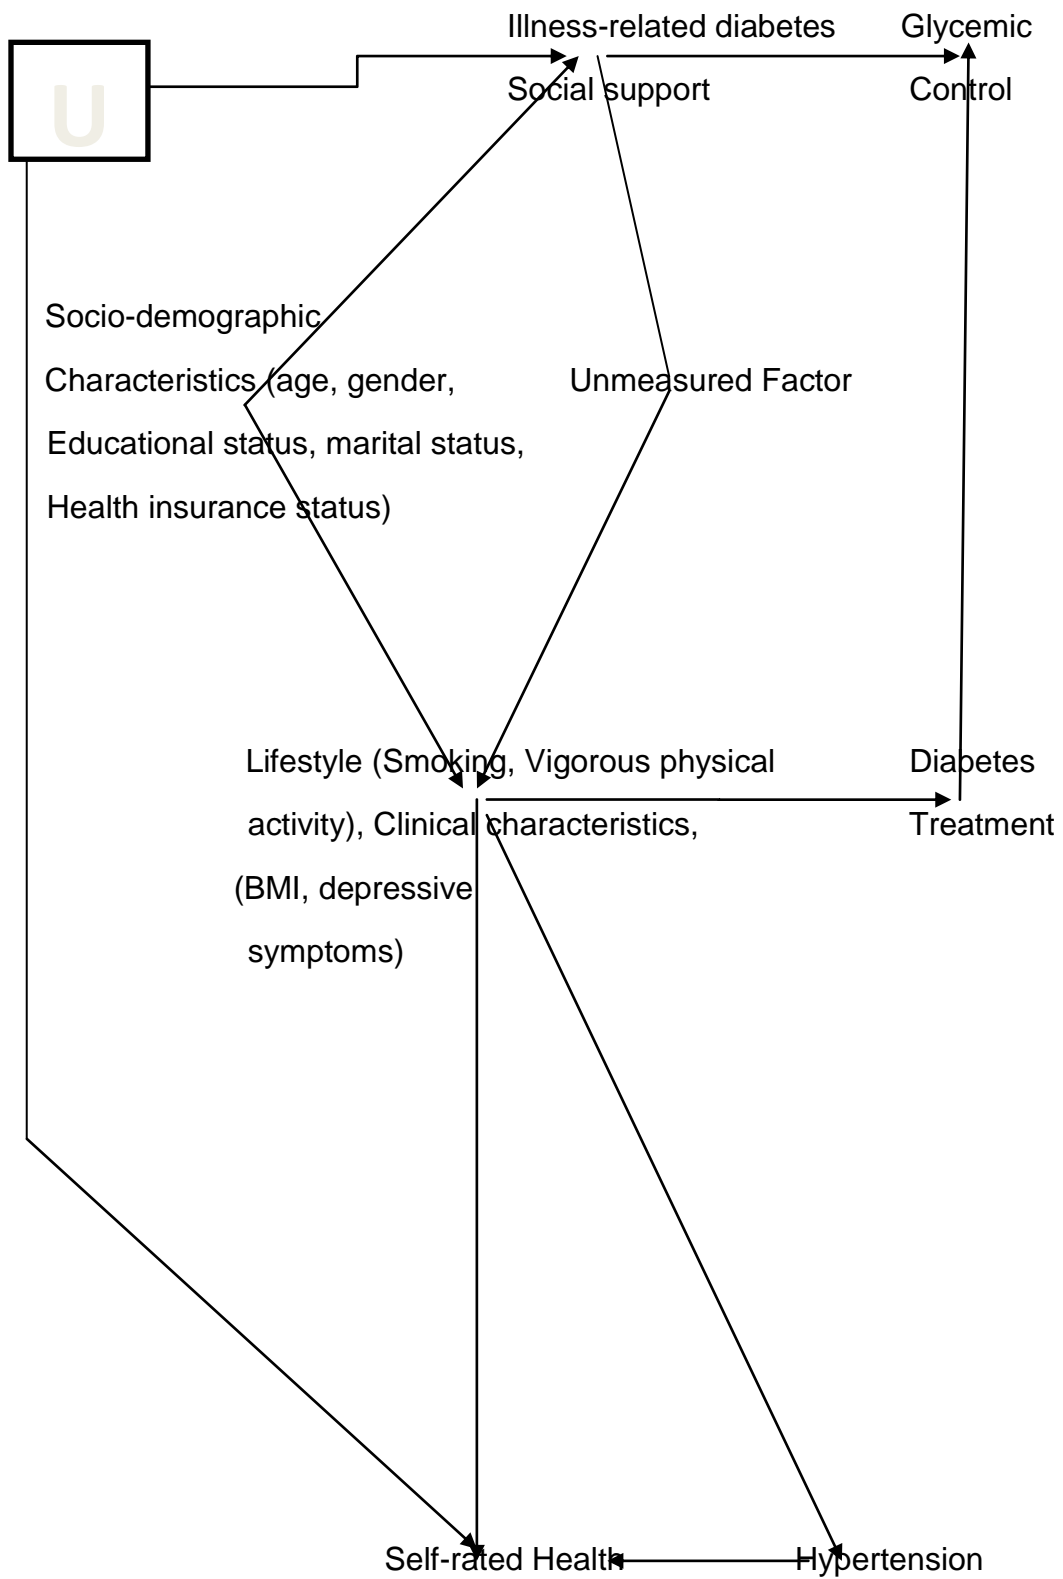 Illness-related diabetes
Social support
Glycemic
Control
U
Socio-demographic
Characteristics (age, gender,
Educational status, marital status,
Health insurance status)
Unmeasured Factor
Lifestyle (Smoking, Vigorous physical
activity), Clinical characteristics,
(BMI, depressive
symptoms)
Diabetes
Treatment
Self-rated Health
Hypertension